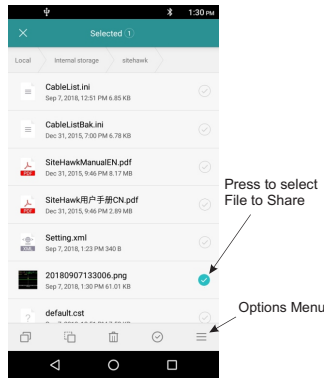 1:30 PM
Selected 1
Local
Internal storage
sitehawk
CableList.ini
Sep 7, 2018, 12:51 PM 6.85 KB
CableListBak.ini
Dec 31, 2015, 7:00 PM 6.78 KB
PDF
SiteHawkManualEN.pdf
Dec 31, 2015, 9:46 PM 8.17 MB
PDF
SiteHawk用户手册CN.pdf
Dec 31, 2015, 9:46 PM 2.89 MB
XML
Setting.xml
Sep 7, 2018, 1:23 PM 340 B
20180907133006.png
Sep 7, 2018, 1:30 PM 61.01 KB
?
default.cst
Press to select
File to Share
Options Menu